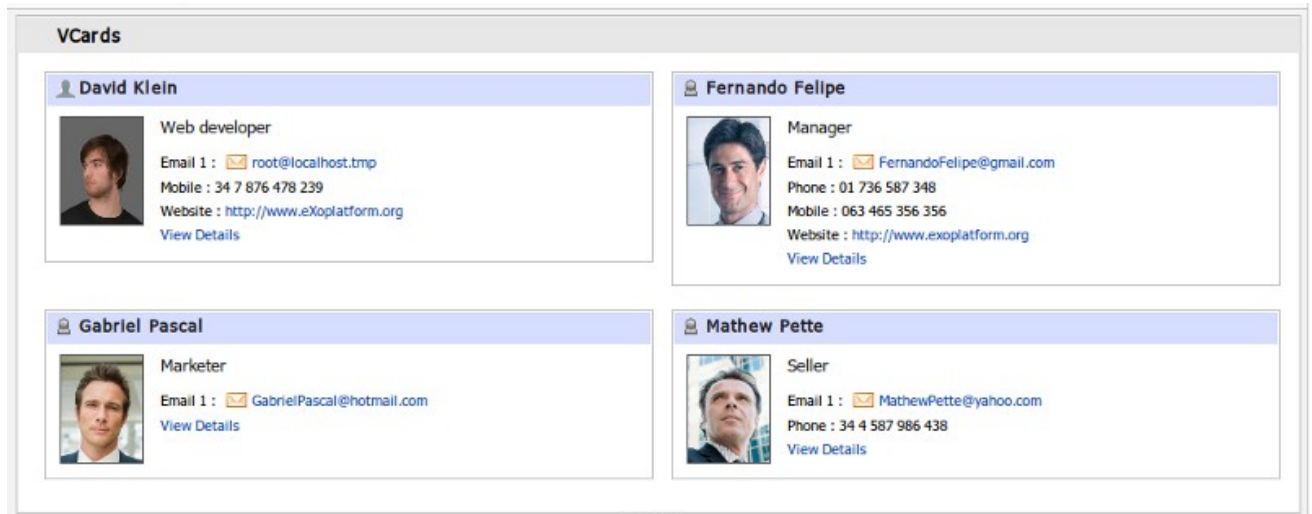 VCards
David Klein
Web developer
Email 1 : root@localhost.tmp
Mobile : 34 7 876 478 239
Website : http://www.eXoplatform.org
View Details
Fernando Felipe
Manager
Email 1 : FernandoFelipe@gmail.com
Phone : 01 736 587 348
Mobile : 063 465 356 356
Website : http://www.exoplatform.org
View Details
Gabriel Pascal
Marketer
Email 1 : GabrielPascal@hotmail.com
View Details
Mathew Pette
Seller
Email 1 : MathewPette@yahoo.com
Phone : 34 4 587 986 438
View Details